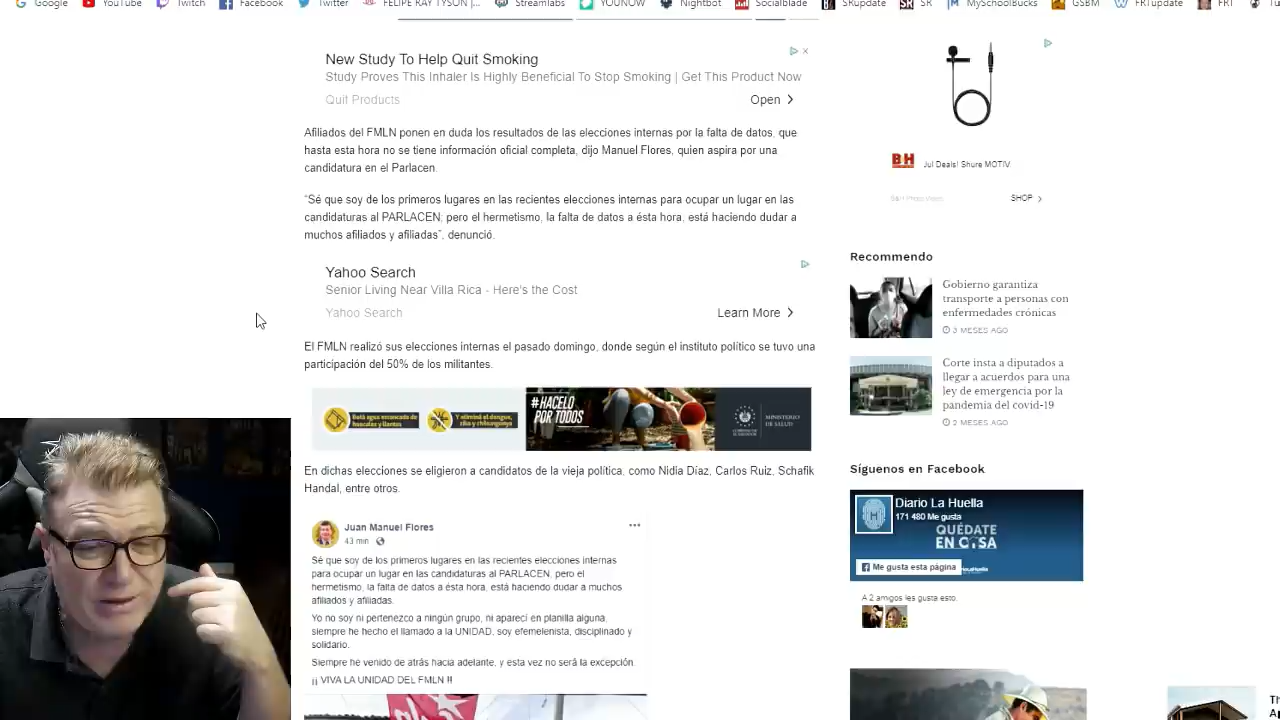 Google YouTube Twitch Facebook Twitter FELIPE RAY TYSON |... Streamlabs YOUNOW Nightbot Socialblade SRupdate SR MySchoolBucks GSBM FRTupdate FRT
New Study To Help Quit Smoking
Study Proves This Inhaler Is Highly Beneficial To Stop Smoking | Get This Product Now
Quit Products
Open
Afiliados del FMLN ponen en duda los resultados de las elecciones internas por la falta de datos, que
hasta esta hora no se tiene información oficial completa, dijo Manuel Flores, quien aspira por una
candidatura en el Parlacen.
“Sé que soy de los primeros lugares en las recientes elecciones internas para ocupar un lugar en las
candidaturas al PARLACEN; pero el hermetismo, la falta de datos a ésta hora, está haciendo dudar a
muchos afiliados y afiliadas”, denunció.
Yahoo Search
Senior Living Near Villa Rica - Here's the Cost
Yahoo Search
Learn More
El FMLN realizó sus elecciones internas el pasado domingo, donde según el instituto político se tuvo una
participación del 50% de los militantes.
#HACELO
POR TODOS
MINISTERIO
DE SALUD
En dichas elecciones se eligieron a candidatos de la vieja política, como Nidia Díaz, Carlos Ruiz, Schafik
Handal, entre otros.
Juan Manuel Flores
43 min
Sé que soy de los primeros lugares en las recientes elecciones internas
para ocupar un lugar en las candidaturas al PARLACEN, pero el
hermetismo, la falta de datos a ésta hora, está haciendo dudar a muchos
afiliados y afiliadas.
Yo no soy ni pertenezco a ningún grupo, ni aparecí en planilla alguna,
siempre he hecho el llamado a la UNIDAD, soy efemelenista, disciplinado y
solidario.
Siempre he venido de atrás hacia adelante, y esta vez no será la excepción.
¡¡ VIVA LA UNIDAD DEL FMLN !!
BH
Jul Deals! Shure MOTIV
SHOP
Recommendo
Gobierno garantiza
transporte a personas con
enfermedades crónicas
3 MESES AGO
Corte insta a diputados a
llegar a acuerdos para una
ley de emergencia por la
pandemia del covid-19
2 MESES AGO
Síguenos en Facebook
Diario La Huella
171 480 Me gusta
QUÉDATE
EN CASA
Me gusta esta página
A 2 amigos les gusta esto.